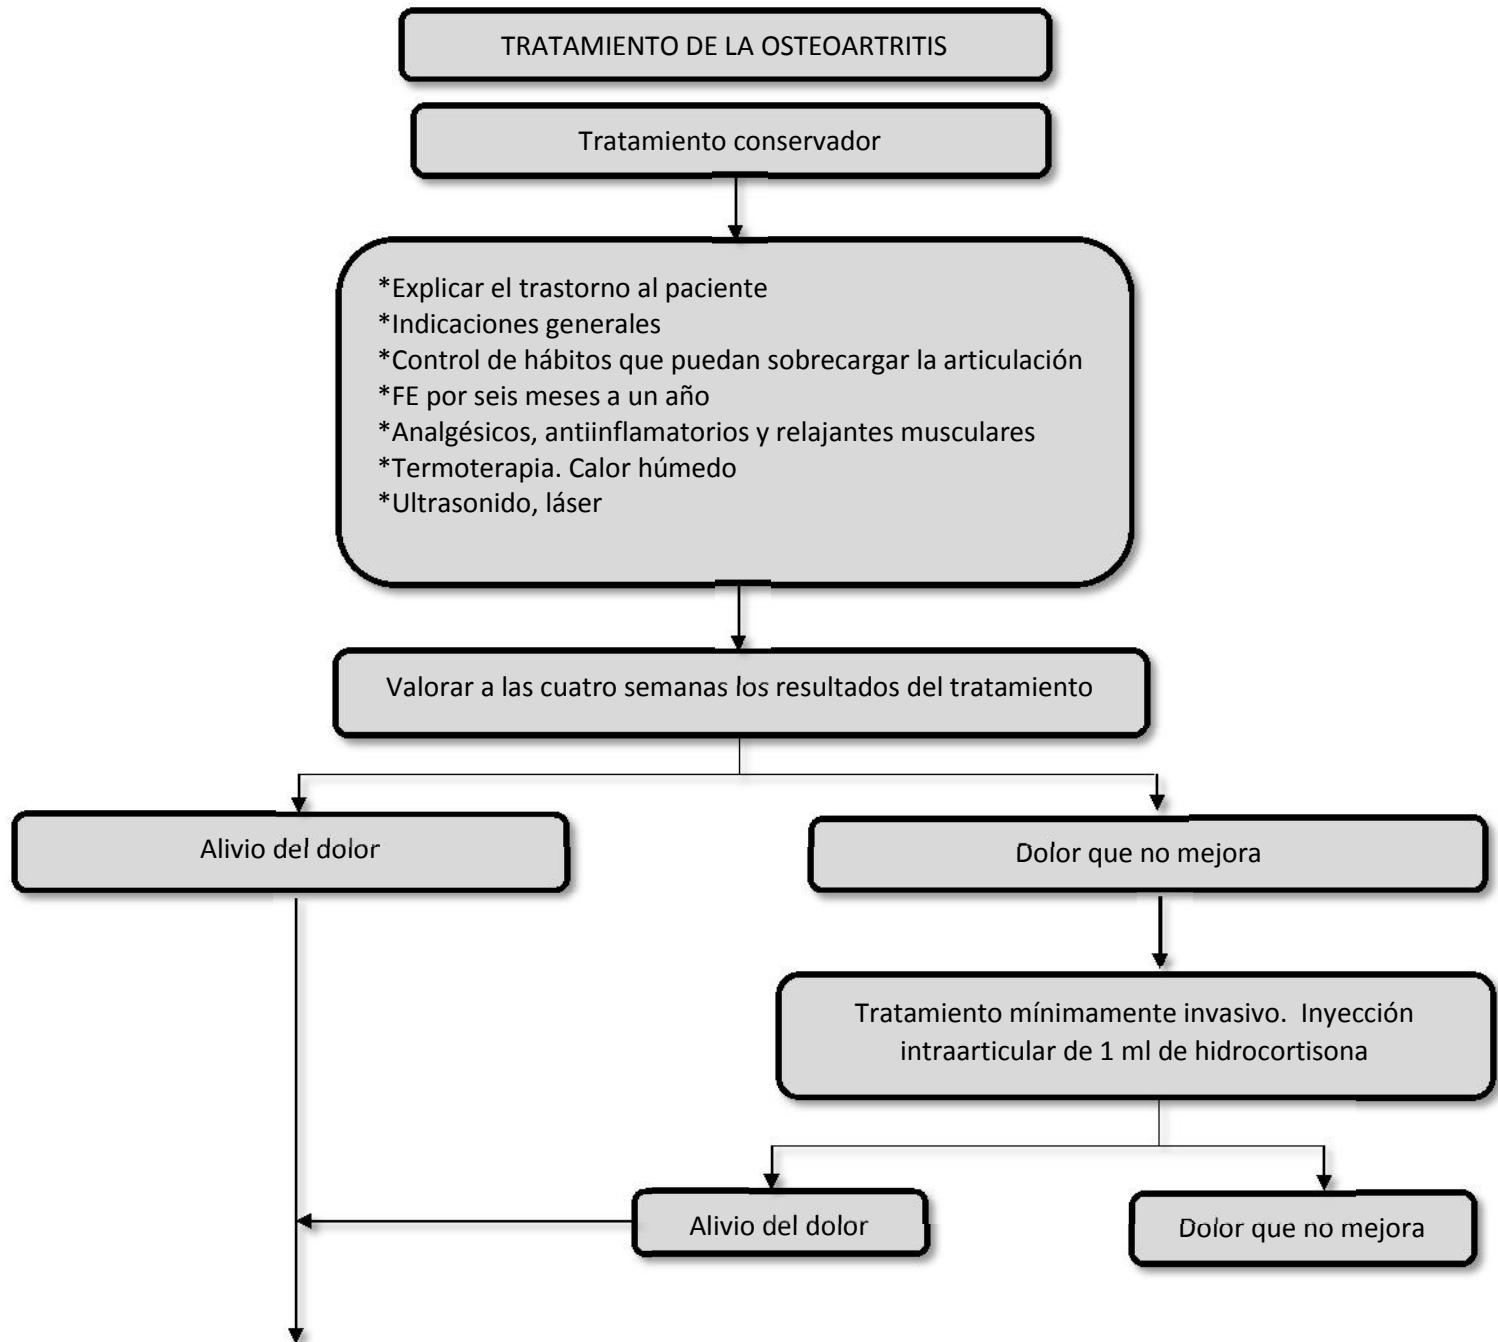 TRATAMIENTO DE LA OSTEOARTRITIS
Tratamiento conservador
*Explicar el trastorno al paciente
*Indicaciones generales
*Control de hábitos que puedan sobrecargar la articulación
*FE por seis meses a un año
*Analgésicos, antiinflamatorios y relajantes musculares
*Termoterapia. Calor húmedo
*Ultrasonido, láser
Valorar a las cuatro semanas los resultados del tratamiento
Alivio del dolor
Dolor que no mejora
Tratamiento mínimamente invasivo.  Inyección
intraarticular de 1 ml de hidrocortisona
Alivio del dolor
Dolor que no mejora